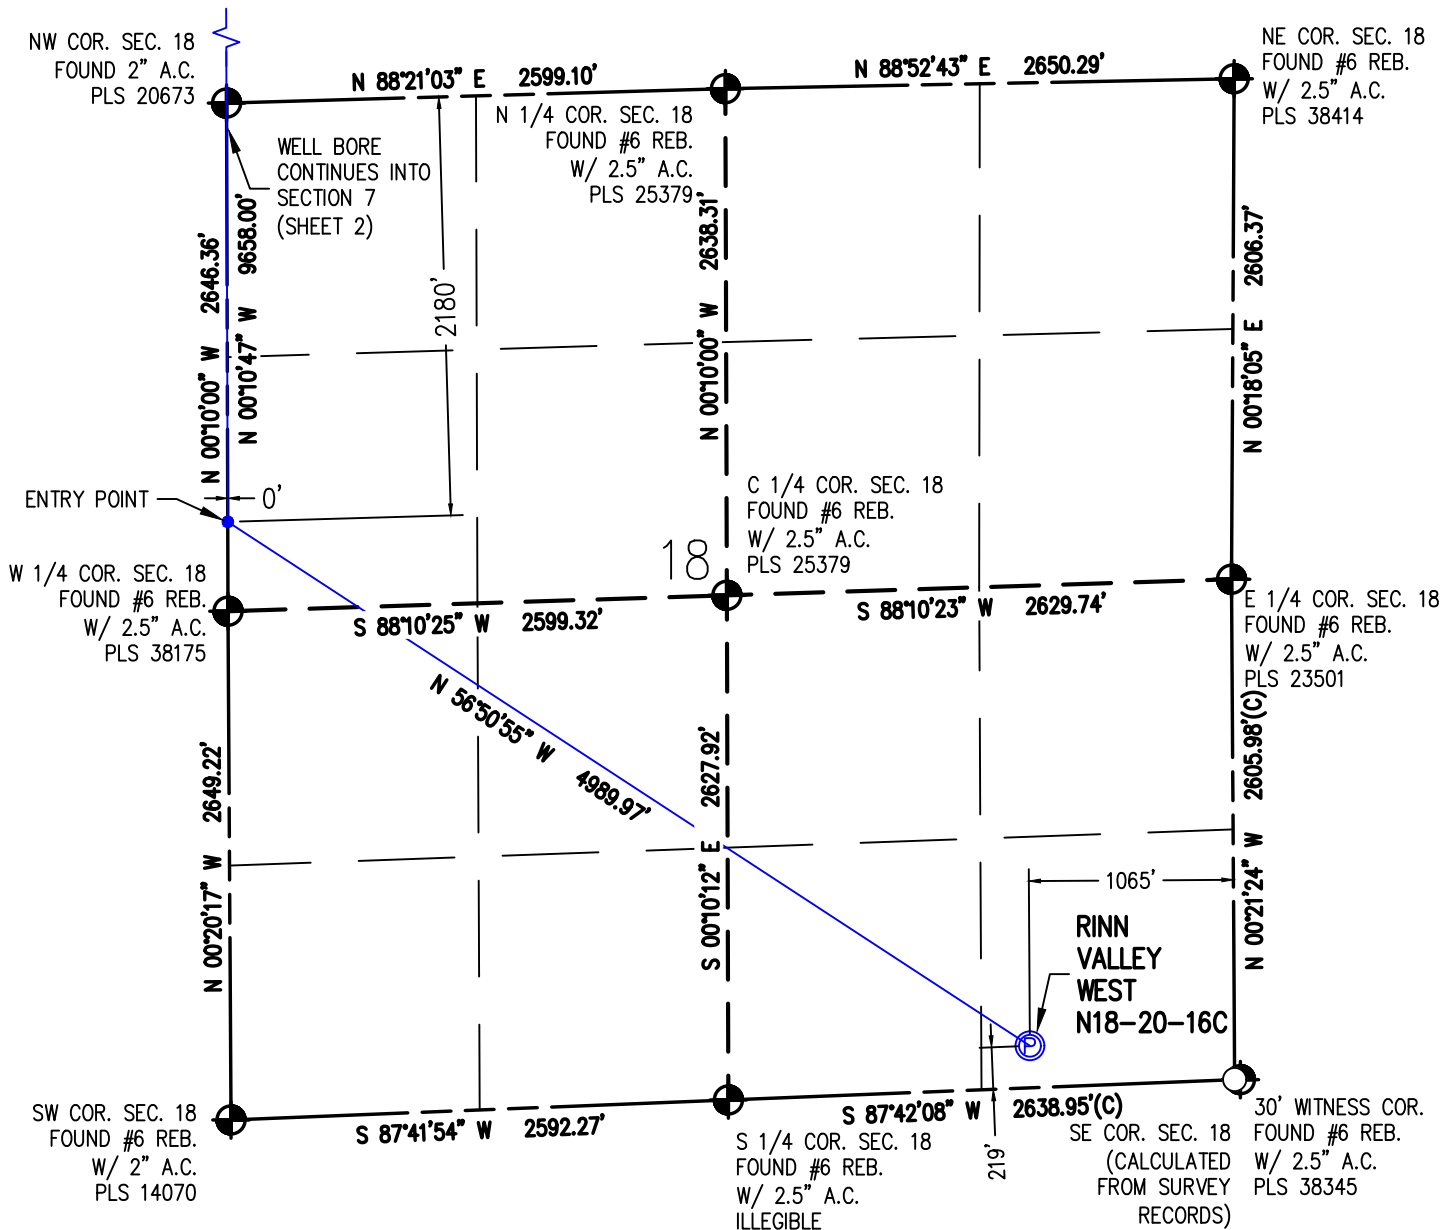 NW COR. SEC. 18
FOUND 2" A.C.
PLS 20673
N 88°21'03" E 2599.10'
N 88°52'43" E 2650.29'
NE COR. SEC. 18
FOUND #6 REB.
W/ 2.5" A.C.
PLS 38414
N 1/4 COR. SEC. 18
FOUND #6 REB.
W/ 2.5" A.C.
PLS 25379
WELL BORE
CONTINUES INTO
SECTION 7
(SHEET 2)
N 00°10'00" W 2646.36'
N 00°10'47" W 9658.00'
2180'
N 00°10'00" W 2638.31'
N 00°18'05" E 2606.37'
ENTRY POINT
0'
C 1/4 COR. SEC. 18
FOUND #6 REB.
W/ 2.5" A.C.
PLS 25379
18
W 1/4 COR. SEC. 18
FOUND #6 REB.
W/ 2.5" A.C.
PLS 38175
S 88°10'25" W 2599.32'
S 88°10'23" W 2629.74'
E 1/4 COR. SEC. 18
FOUND #6 REB.
W/ 2.5" A.C.
PLS 23501
N 56°50'55" W 4989.97'
N 00°20'17" W 2649.22'
S 00°10'12" E 2627.92'
N 00°21'24" W 2605.98'(C)
1065'
RINN
VALLEY
WEST
N18-20-16C
P
219'
SW COR. SEC. 18
FOUND #6 REB.
W/ 2" A.C.
PLS 14070
S 87°41'54" W 2592.27'
S 87°42'08" W 2638.95'(C)
S 1/4 COR. SEC. 18
FOUND #6 REB.
W/ 2.5" A.C.
ILLEGIBLE
SE COR. SEC. 18
(CALCULATED
FROM SURVEY
RECORDS)
30' WITNESS COR.
FOUND #6 REB.
W/ 2.5" A.C.
PLS 38345